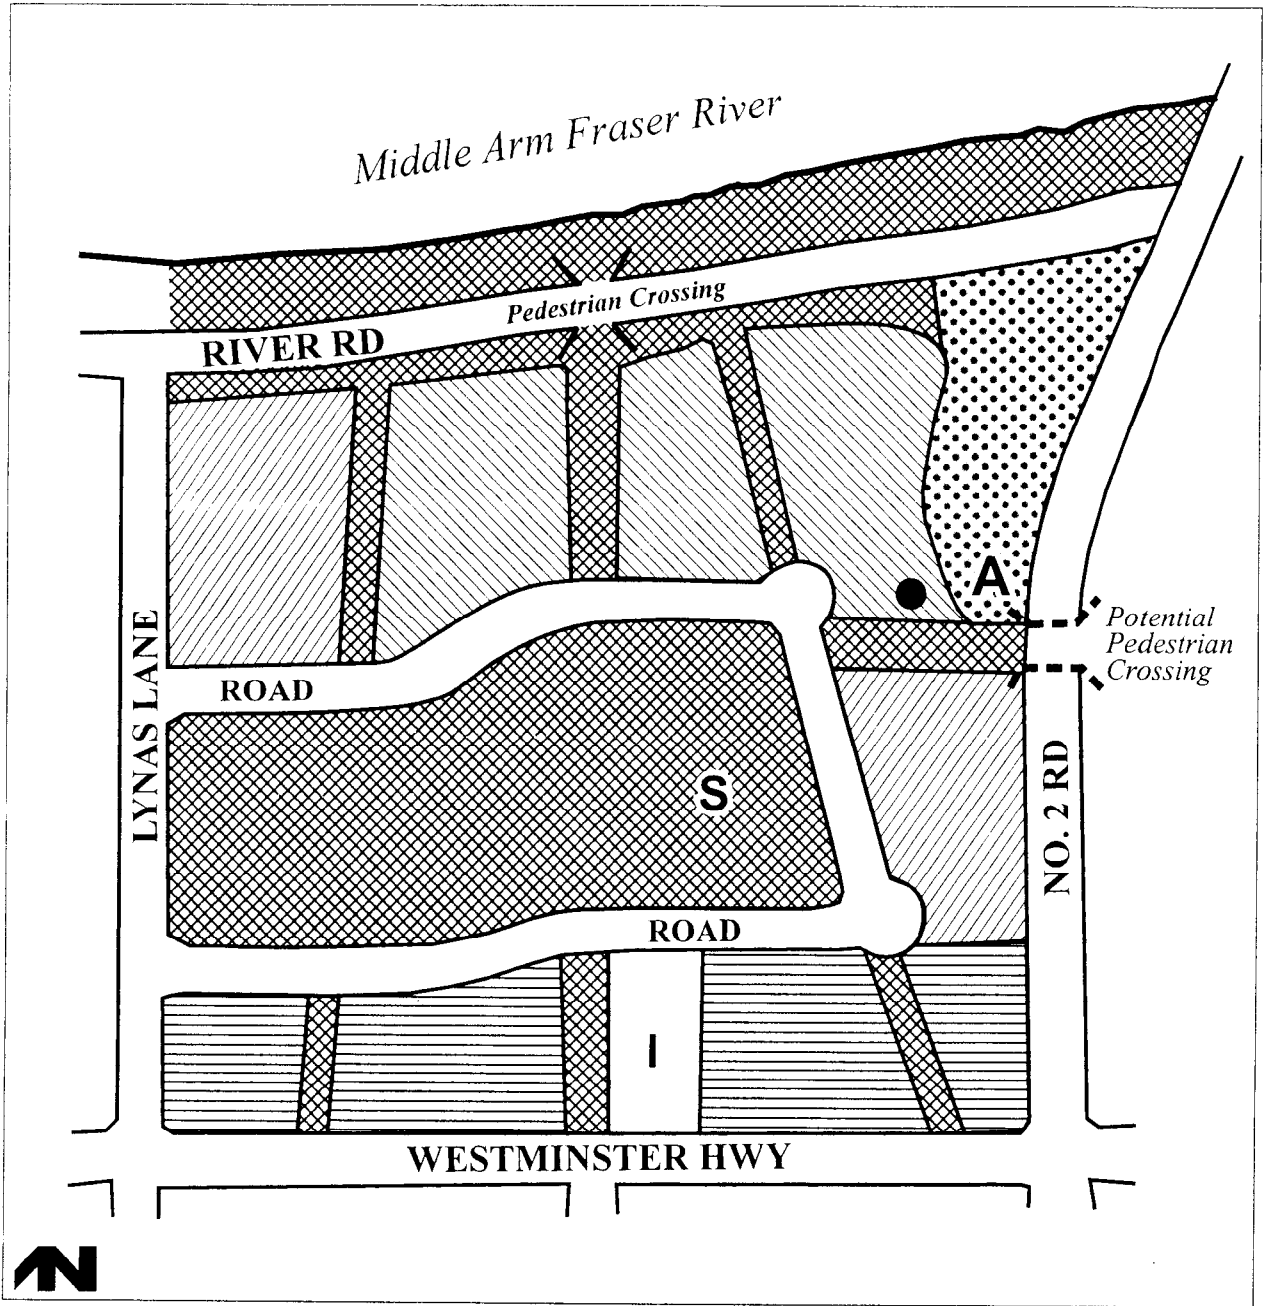 Middle Arm Fraser River
Pedestrian Crossing
RIVER RD
A
Potential
Pedestrian
Crossing
ROAD
LYNAS LANE
S
NO. 2 RD
ROAD
I
WESTMINSTER HWY
N